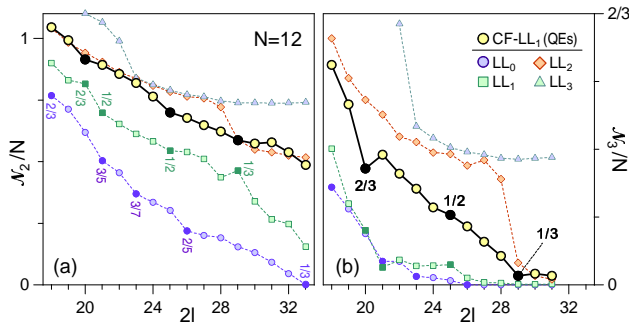 N=12
CF-LL₁ (QEs)
LL₀
LL₂
LL₁
LL₃
𝒩₂/N
1
0
2/3
2/3
1/2
3/5
3/7
1/2
2/5
1/3
1/3
(a)
20
24
28
32
2l
2/3
1/2
1/3
(b)
20
24
28
32
2l
2/3
0
𝒩₃/N